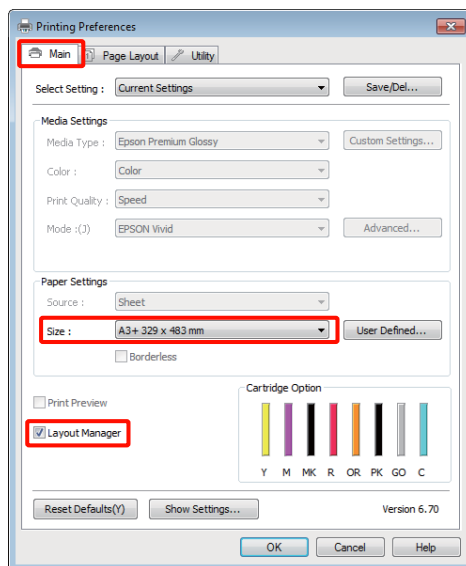 Printing Preferences
Main Page Layout Utility
Select Setting : Current Settings Save/Del...
Media Settings
Media Type : Epson Premium Glossy Custom Settings...
Color : Color
Print Quality : Speed
Mode :(J) EPSON Vivid Advanced...
Paper Settings
Source : Sheet
Size : A3+ 329 x 483 mm User Defined...
Borderless
Cartridge Option
Print Preview
Layout Manager
Y M MK R OR PK GO C
Reset Defaults(Y) Show Settings... Version 6.70
OK Cancel Help